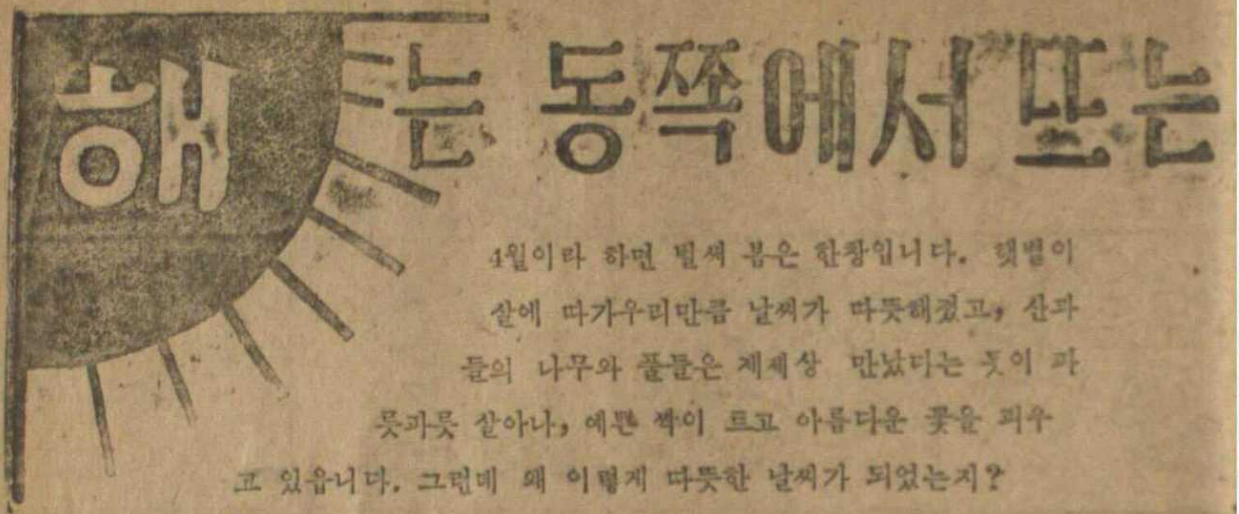 해는 동쪽에서 또는
4월이라 하면 벌써 봄은 한창입니다. 햇볕이
살에 따가우리만큼 날씨가 따뜻해졌고, 산과
들의 나무와 풀들은 제세상 만났다는 듯이 파
릇파릇 살아나, 예쁜 싹이 트고 아름다운 꽃을 피우
고 있읍니다. 그런데 왜 이렇게 따뜻한 날씨가 되었는지?